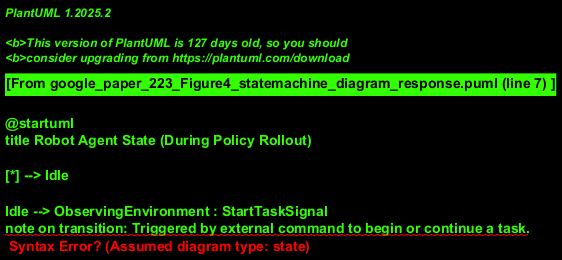 PlantUML 1.2025.2
<b>This version of PlantUML is 127 days old, so you should
<b>consider upgrading from https://plantuml.com/download
[From google_paper_223_Figure4_statemachine_diagram_response.puml (line 7) ]
@startuml
title Robot Agent State (During Policy Rollout)
[*] --> Idle
Idle --> ObservingEnvironment : StartTaskSignal
note on transition: Triggered by external command to begin or continue a task.
Syntax Error? (Assumed diagram type: state)